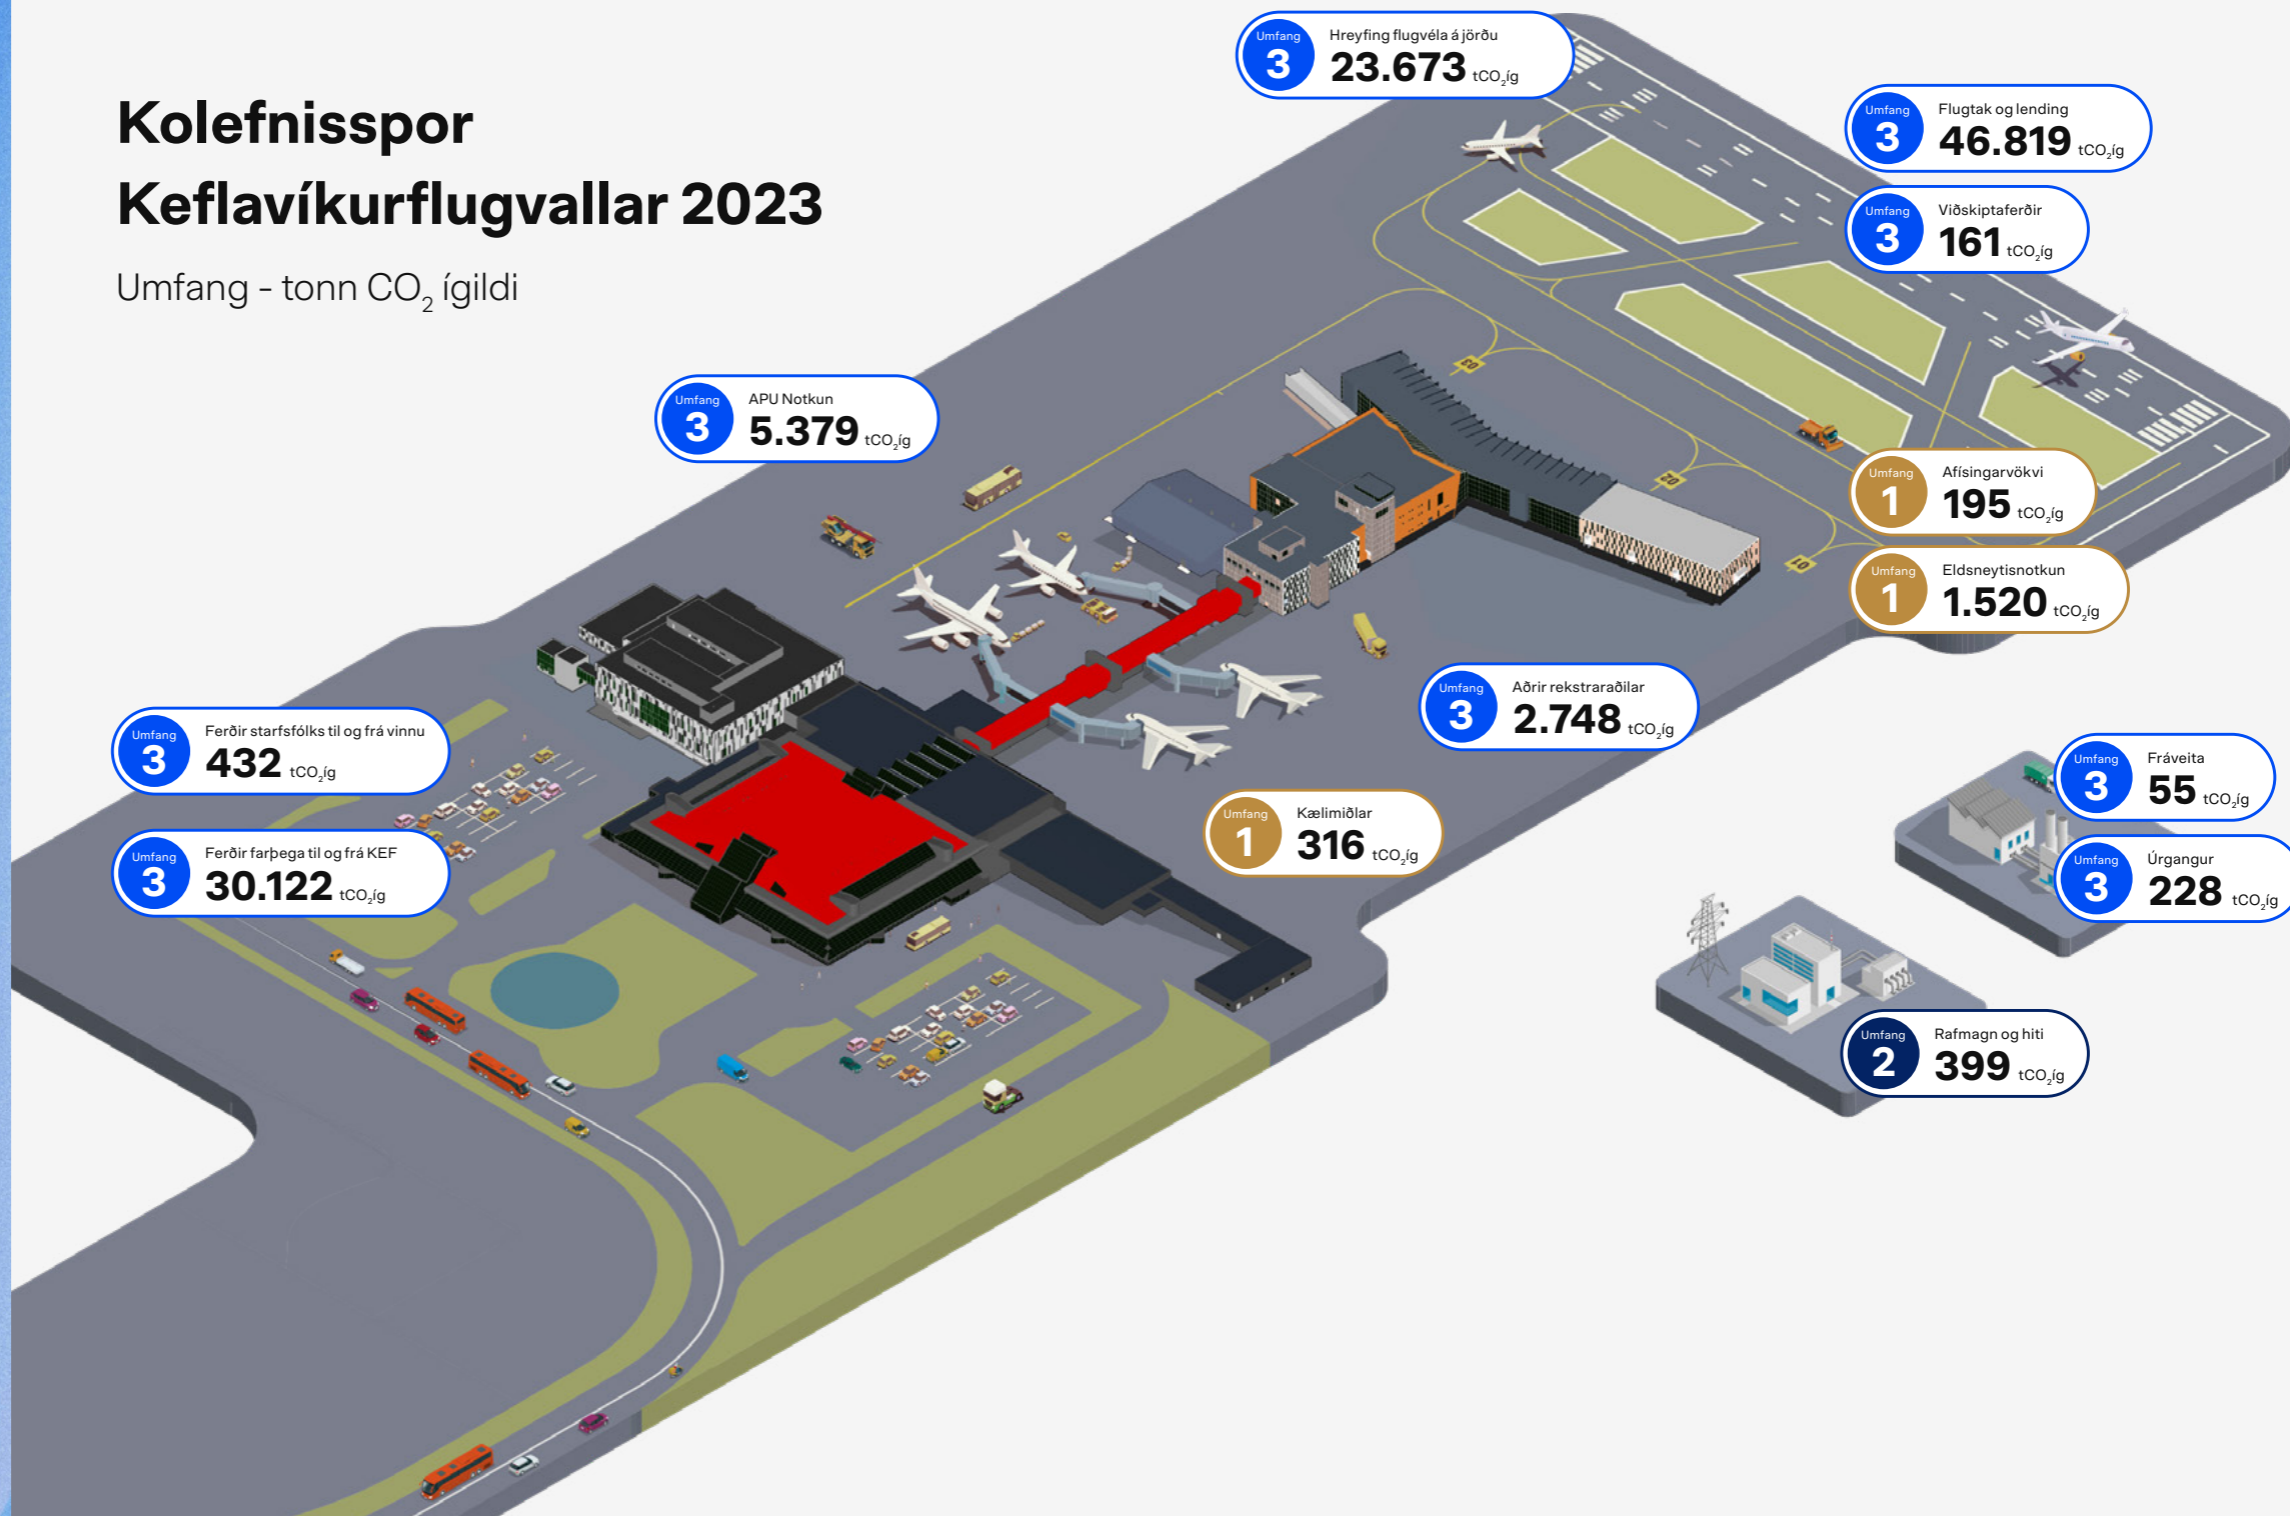 Kolefnisspor
Keflavíkurflugvallar 2023
Umfang - tonn CO₂ ígildi
Umfang
3
Hreyfing flugvéla á jörðu
23.673 tCO₂íg
Umfang
3
Flugtak og lending
46.819 tCO₂íg
Umfang
3
Viðskiptaferðir
161 tCO₂íg
Umfang
3
APU Notkun
5.379 tCO₂íg
03
02
01
Umfang
1
Afísingarvökvi
195 tCO₂íg
Umfang
1
Eldsneytisnotkun
1.520 tCO₂íg
Umfang
3
Aðrir rekstraraðilar
2.748 tCO₂íg
Umfang
3
Ferðir starfsfólks til og frá vinnu
432 tCO₂íg
Umfang
3
Ferðir farþega til og frá KEF
30.122 tCO₂íg
Umfang
1
Kælimiðlar
316 tCO₂íg
Umfang
3
Fráveita
55 tCO₂íg
Umfang
3
Úrgangur
228 tCO₂íg
Umfang
2
Rafmagn og hiti
399 tCO₂íg